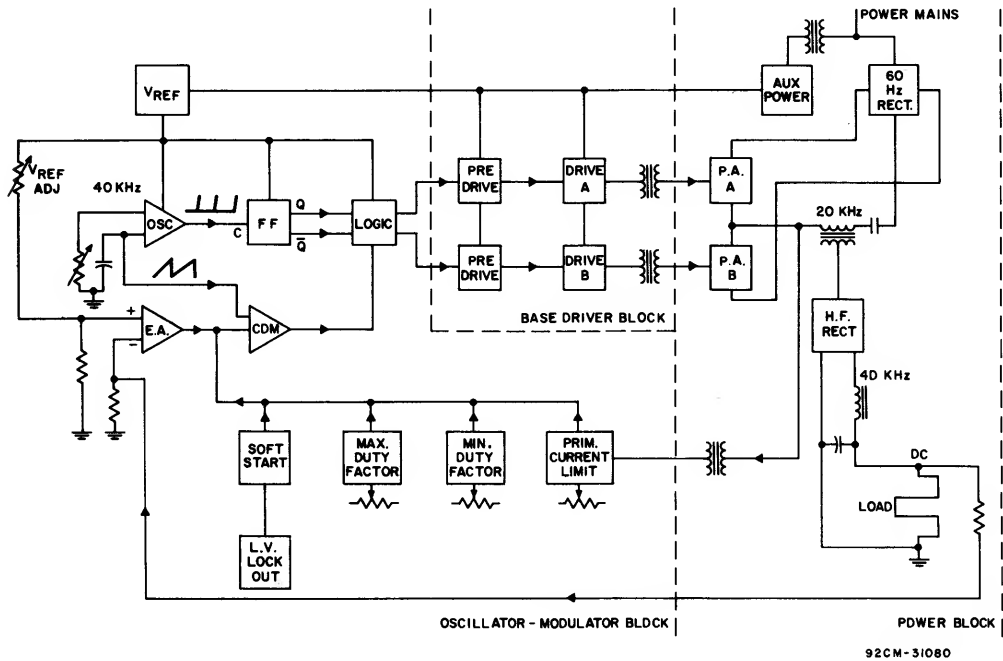 POWER MAINS
VREF
AUX
POWER
60
Hz
RECT.
VREF
ADJ
40 KHz
OSC
C
FF
Q
Q̅
LOGIC
PRE
DRIVE
DRIVE
A
P.A.
A
20 KHz
PRE
DRIVE
DRIVE
B
P.A.
B
BASE DRIVER BLOCK
+
E.A.
−
CDM
H.F.
RECT
4D KHz
SOFT
START
MAX.
DUTY
FACTOR
MIN.
DUTY
FACTOR
PRIM.
CURRENT
LIMIT
DC
LOAD
L.V.
LOCK
OUT
OSCILLATOR - MODULATOR BLDCK
PDWER BLOCK
92CM-31080